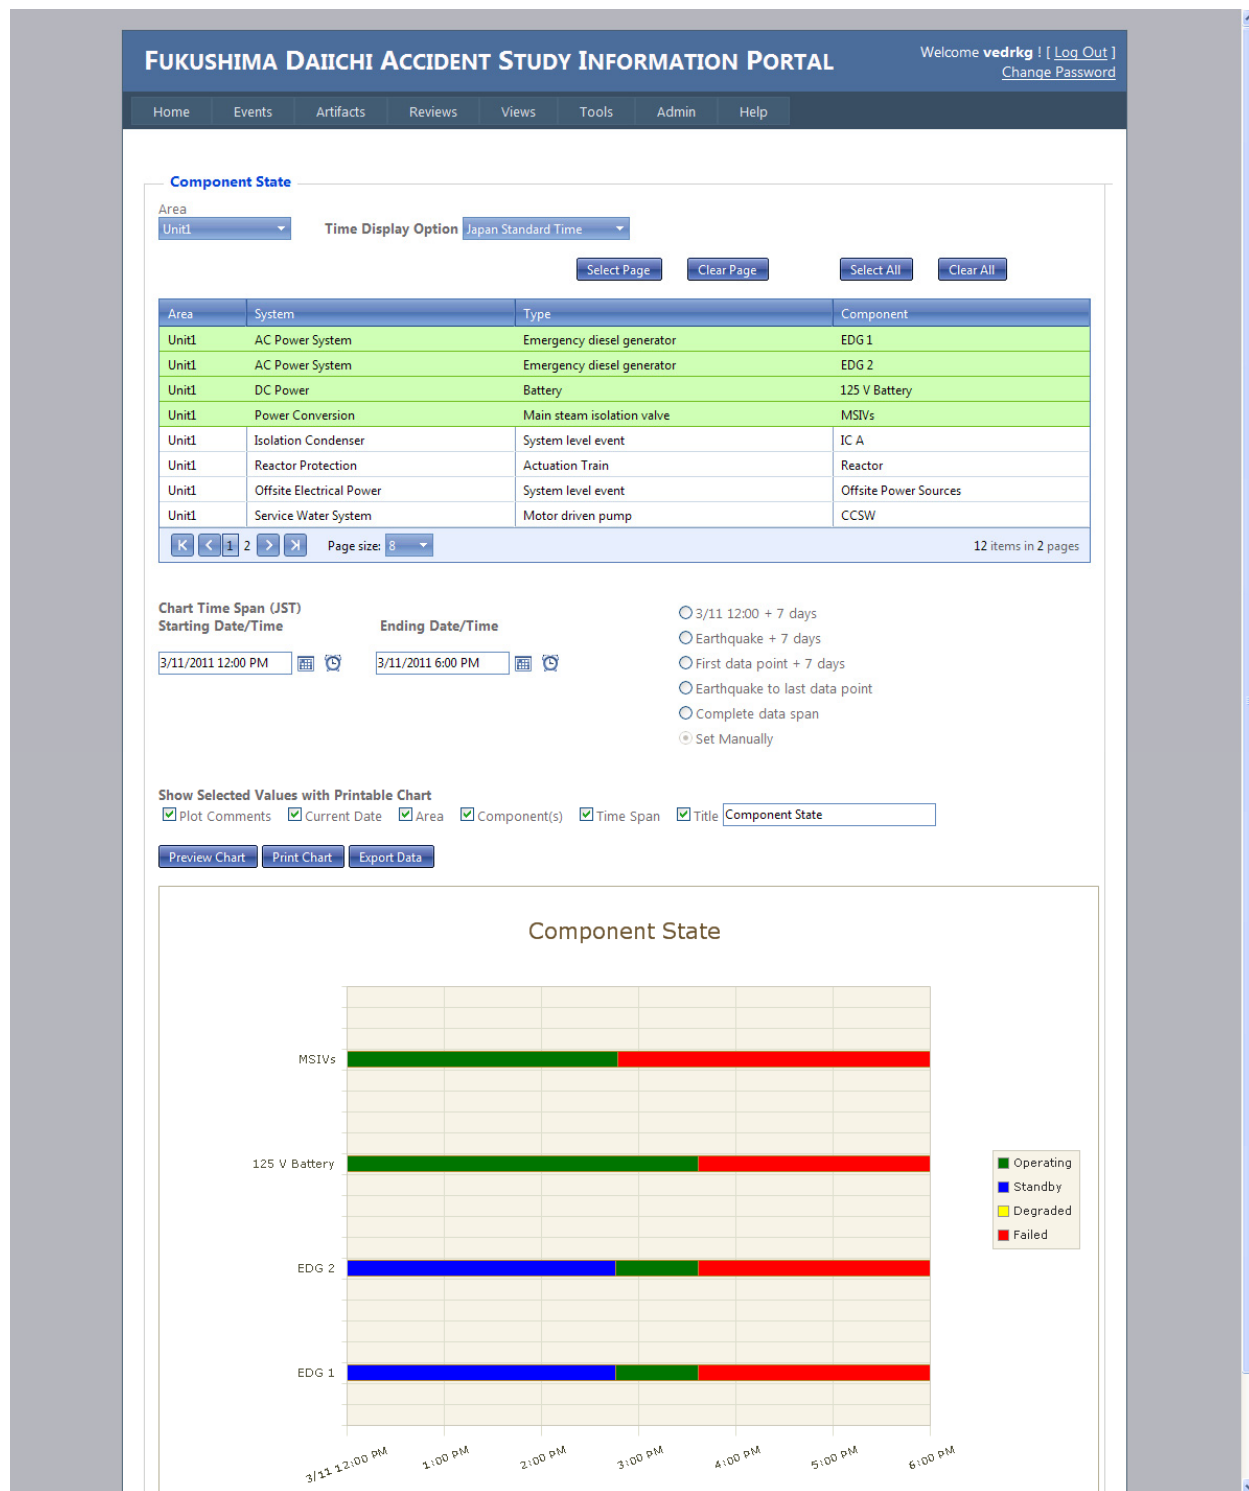 FUKUSHIMA DAIICHI ACCIDENT STUDY INFORMATION PORTAL
Welcome vedrkg ! [ Log Out ]
Change Password
Home Events Artifacts Reviews Views Tools Admin Help
Component State
Area
Unit1 Time Display Option Japan Standard Time
Select Page Clear Page Select All Clear All
Area System Type Component
Unit1 AC Power System Emergency diesel generator EDG 1
Unit1 AC Power System Emergency diesel generator EDG 2
Unit1 DC Power Battery 125 V Battery
Unit1 Power Conversion Main steam isolation valve MSIVs
Unit1 Isolation Condenser System level event IC A
Unit1 Reactor Protection Actuation Train Reactor
Unit1 Offsite Electrical Power System level event Offsite Power Sources
Unit1 Service Water System Motor driven pump CCSW
1 2 Page size: 8 12 items in 2 pages
Chart Time Span (JST)
Starting Date/Time Ending Date/Time
3/11/2011 12:00 PM 3/11/2011 6:00 PM
3/11 12:00 + 7 days
Earthquake + 7 days
First data point + 7 days
Earthquake to last data point
Complete data span
Set Manually
Show Selected Values with Printable Chart
Plot Comments Current Date Area Component(s) Time Span Title Component State
Preview Chart Print Chart Export Data
Component State
MSIVs
125 V Battery
EDG 2
EDG 1
Operating
Standby
Degraded
Failed
3/11 12:00 PM 1:00 PM 2:00 PM 3:00 PM 4:00 PM 5:00 PM 6:00 PM